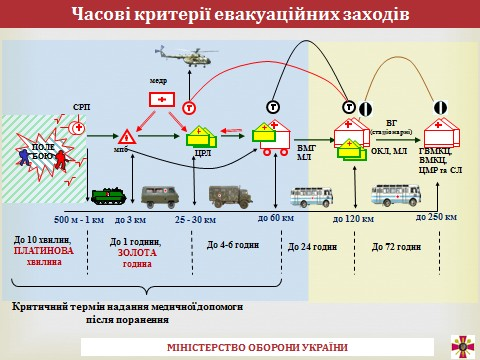 Часові критерії евакуаційних заходів
медр
СРП
ПОЛЕ
БОЮ
мпб
ЦРЛ
ВМГ
МЛ
ВГ
(стаціонарні)
ОКЛ, МЛ
ГВМКЦ,
ВМКЦ,
ЦМР та СЛ
500 м - 1 км
до 3 км
25 - 30 км
до 60 км
до 120 км
до 250 км
До 10 хвилин,
ПЛАТИНОВА
хвилина
До 1 години,
ЗОЛОТА
година
До 4-6 годин
До 24 годин
До 72 годин
Критичний термін надання медичної допомоги
після поранення
МІНІСТЕРСТВО ОБОРОНИ УКРАЇНИ